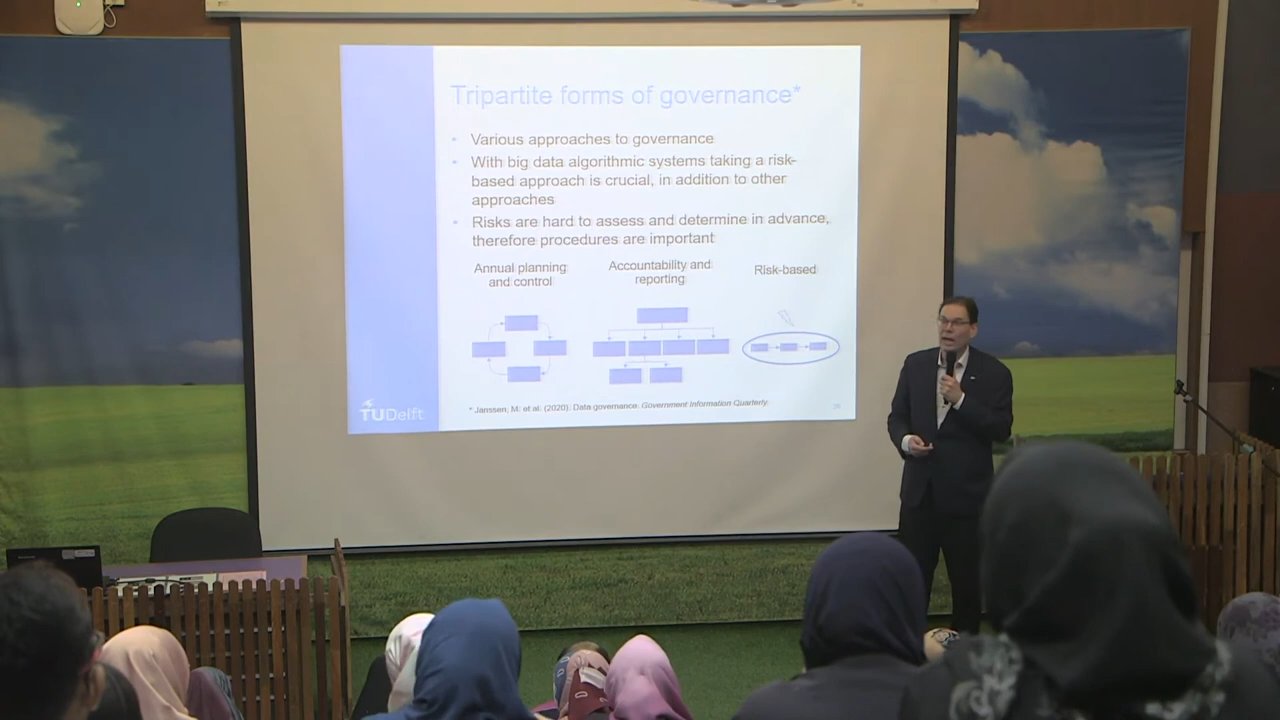 Tripartite forms of governance*
• Various approaches to governance
• With big data algorithmic systems taking a risk-
based approach is crucial, in addition to other
approaches
• Risks are hard to assess and determine in advance,
therefore procedures are important
Annual planning
and control
Accountability and
reporting
Risk-based
* Janssen, M. et al. (2020). Data governance. Government Information Quarterly.
TUDelft